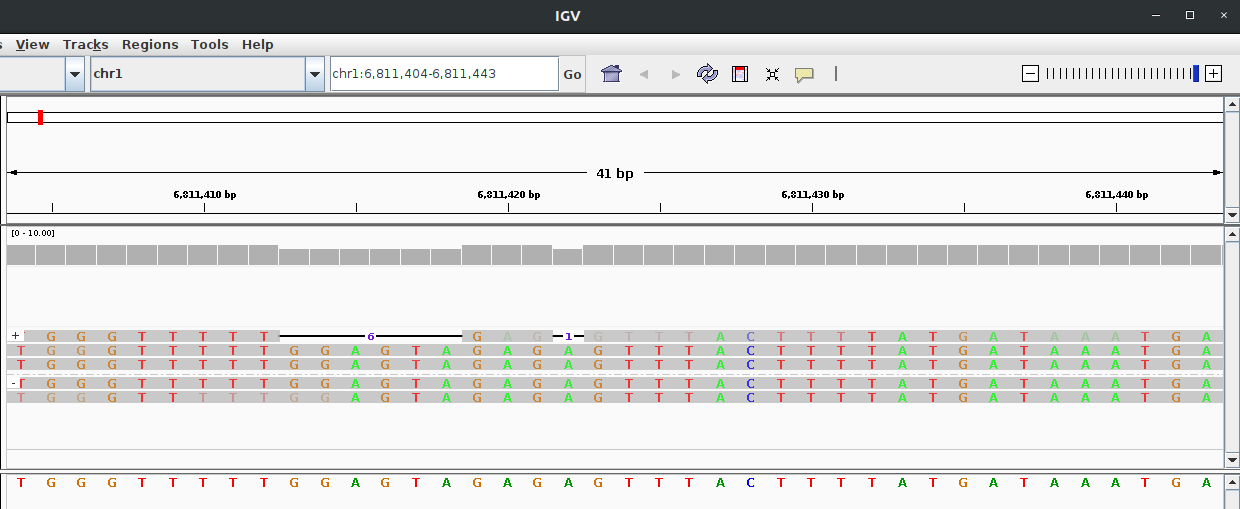 IGV
s View Tracks Regions Tools Help
chr1 chr1:6,811,404-6,811,443 Go
41 bp
6,811,410 bp 6,811,420 bp 6,811,430 bp 6,811,440 bp
[0 - 10.00]
+ G G G T T T T T 6 G A G 1 G T T T A C T T T T A T G A T A A A T G A
T G G G T T T T T G G A G T A G A G A G T T T A C T T T T A T G A T A A A T G A
T G G G T T T T T G G A G T A G A G A G T T T A C T T T T A T G A T A A A T G A
- T G G G T T T T T G G A G T A G A G A G T T T A C T T T T A T G A T A A A T G A
T G G G T T T T T G G A G T A G A G A G T T T A C T T T T A T G A T A A A T G A
T G G G T T T T T G G A G T A G A G A G T T T A C T T T T A T G A T A A A T G A